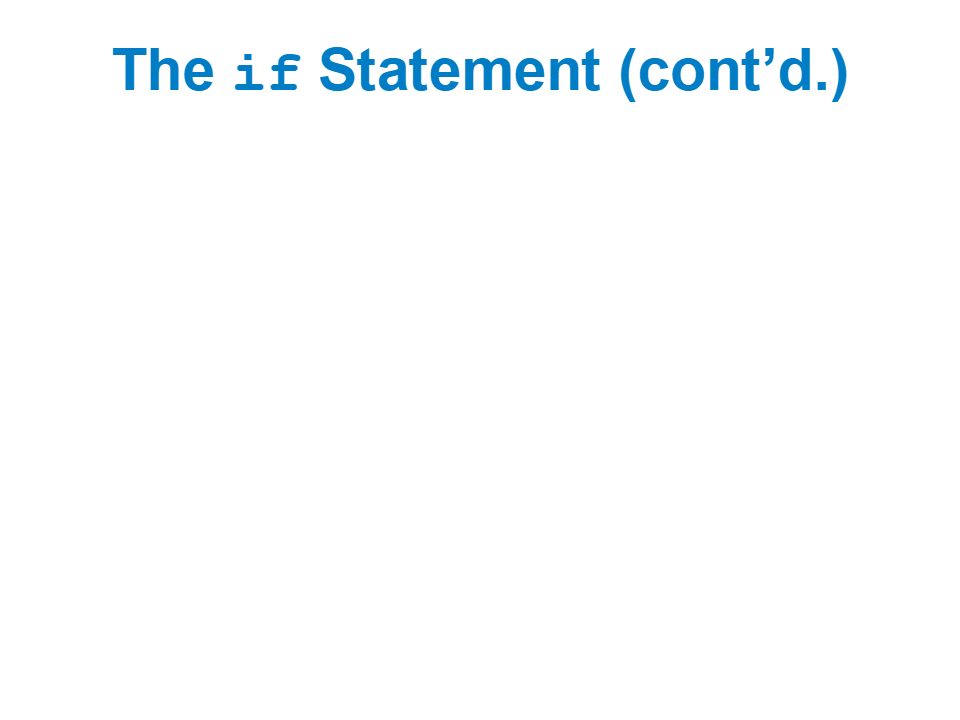 The if Statement (cont’d.)